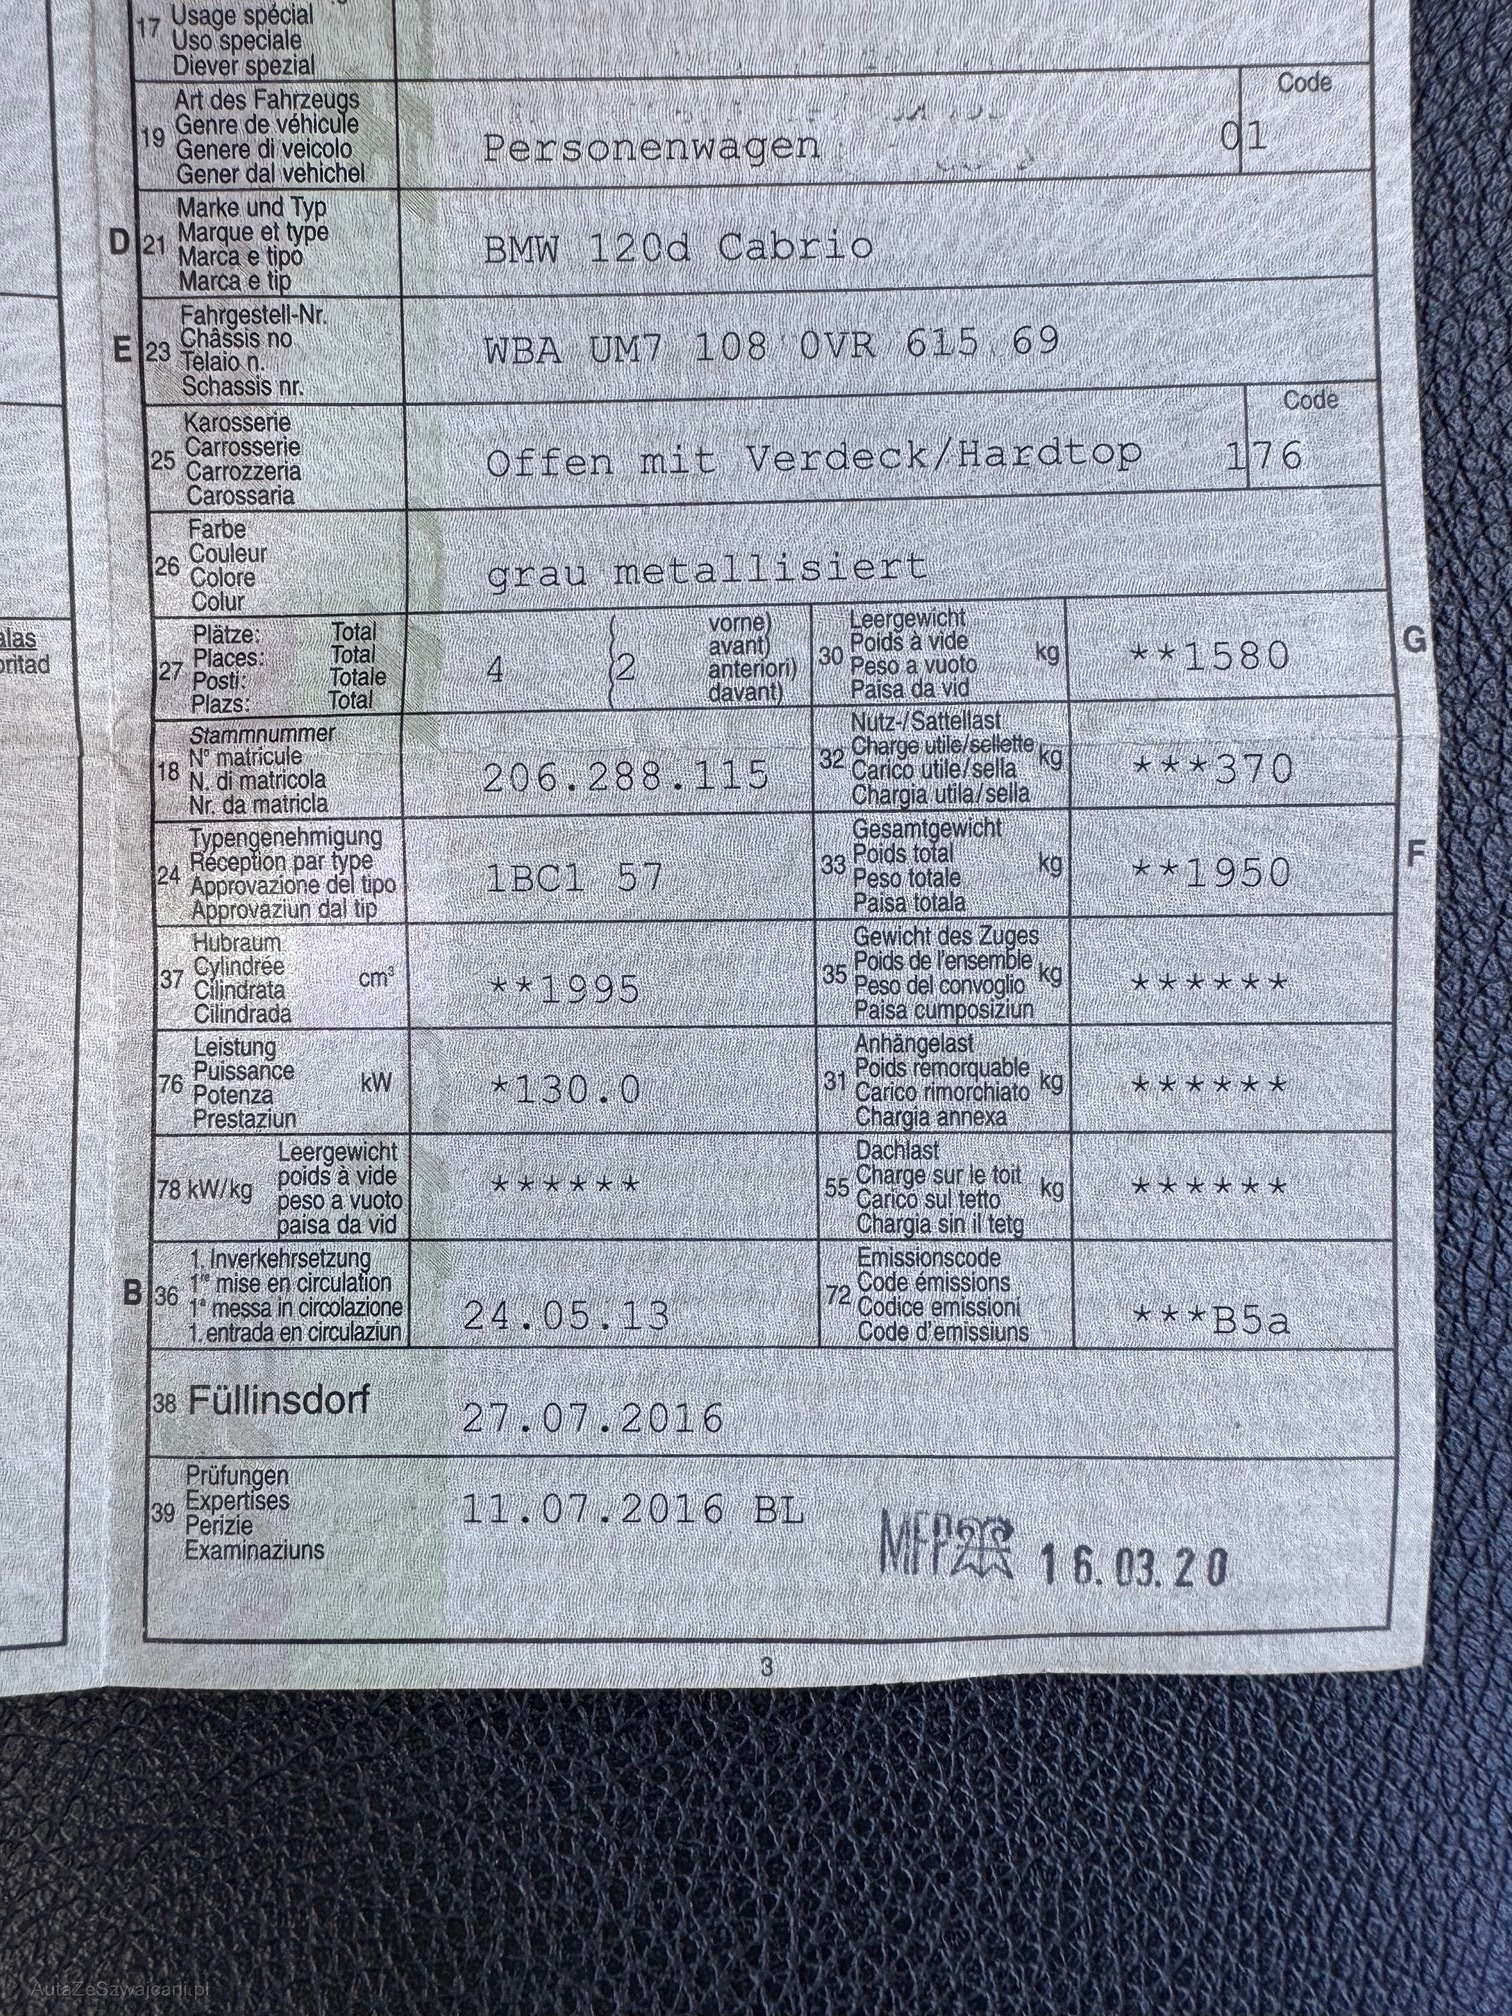 17 Usage spécial
Uso speciale
Diever spezial
19 Art des Fahrzeugs
Genre de véhicule
Genere di veicolo
Gener dal vehichel
Personenwagen
Code
01
D 21 Marke und Typ
Marque et type
Marca e tipo
Marca e tip
BMW 120d Cabrio
E 23 Fahrgestell-Nr.
Châssis no
Telaio n.
Schassis nr.
WBA UM7 108 0VR 615 69
25 Karosserie
Carrosserie
Carrozzeria
Carossaria
Offen mit Verdeck/Hardtop
Code
176
26 Farbe
Couleur
Colore
Colur
grau metallisiert
27 Plätze: Total
Places: Total
Posti: Totale
Plazs: Total
4
2
vorne)
avant)
anteriori)
davant)
30 Leergewicht
Poids à vide kg
Peso a vuoto
Paisa da vid
**1580
G
18 Stammnummer
N° matricule
N. di matricola
Nr. da matricla
206.288.115
32 Nutz-/Sattellast
Charge utile/sellette kg
Carico utile/sella
Chargia utila/sella
***370
24 Typengenehmigung
Réception par type
Approvazione del tipo
Approvaziun dal tip
1BC1 57
33 Gesamtgewicht
Poids total kg
Peso totale
Paisa totala
**1950
F
37 Hubraum
Cylindrée cm³
Cilindrata
Cilindrada
**1995
35 Gewicht des Zuges
Poids de l'ensemble kg
Peso del convoglio
Paisa cumposiziun
******
76 Leistung
Puissance kW
Potenza
Prestaziun
*130.0
31 Anhängelast
Poids remorquable kg
Carico rimorchiato
Chargia annexa
******
78 kW/kg
Leergewicht
poids à vide
peso a vuoto
paisa da vid
******
55 Dachlast
Charge sur le toit kg
Carico sul tetto
Chargia sin il tetg
******
B 36 1. Inverkehrsetzung
1re mise en circulation
1a messa in circolazione
1. entrada en circulaziun
24.05.13
72 Emissionscode
Code émissions
Codice emissioni
Code d'emissiuns
***B5a
38 Füllinsdorf
27.07.2016
39 Prüfungen
Expertises
Perizie
Examinaziuns
11.07.2016 BL
MFP 16.03.20
3
alas
oritad
AutaZeSzwajcarii.pl